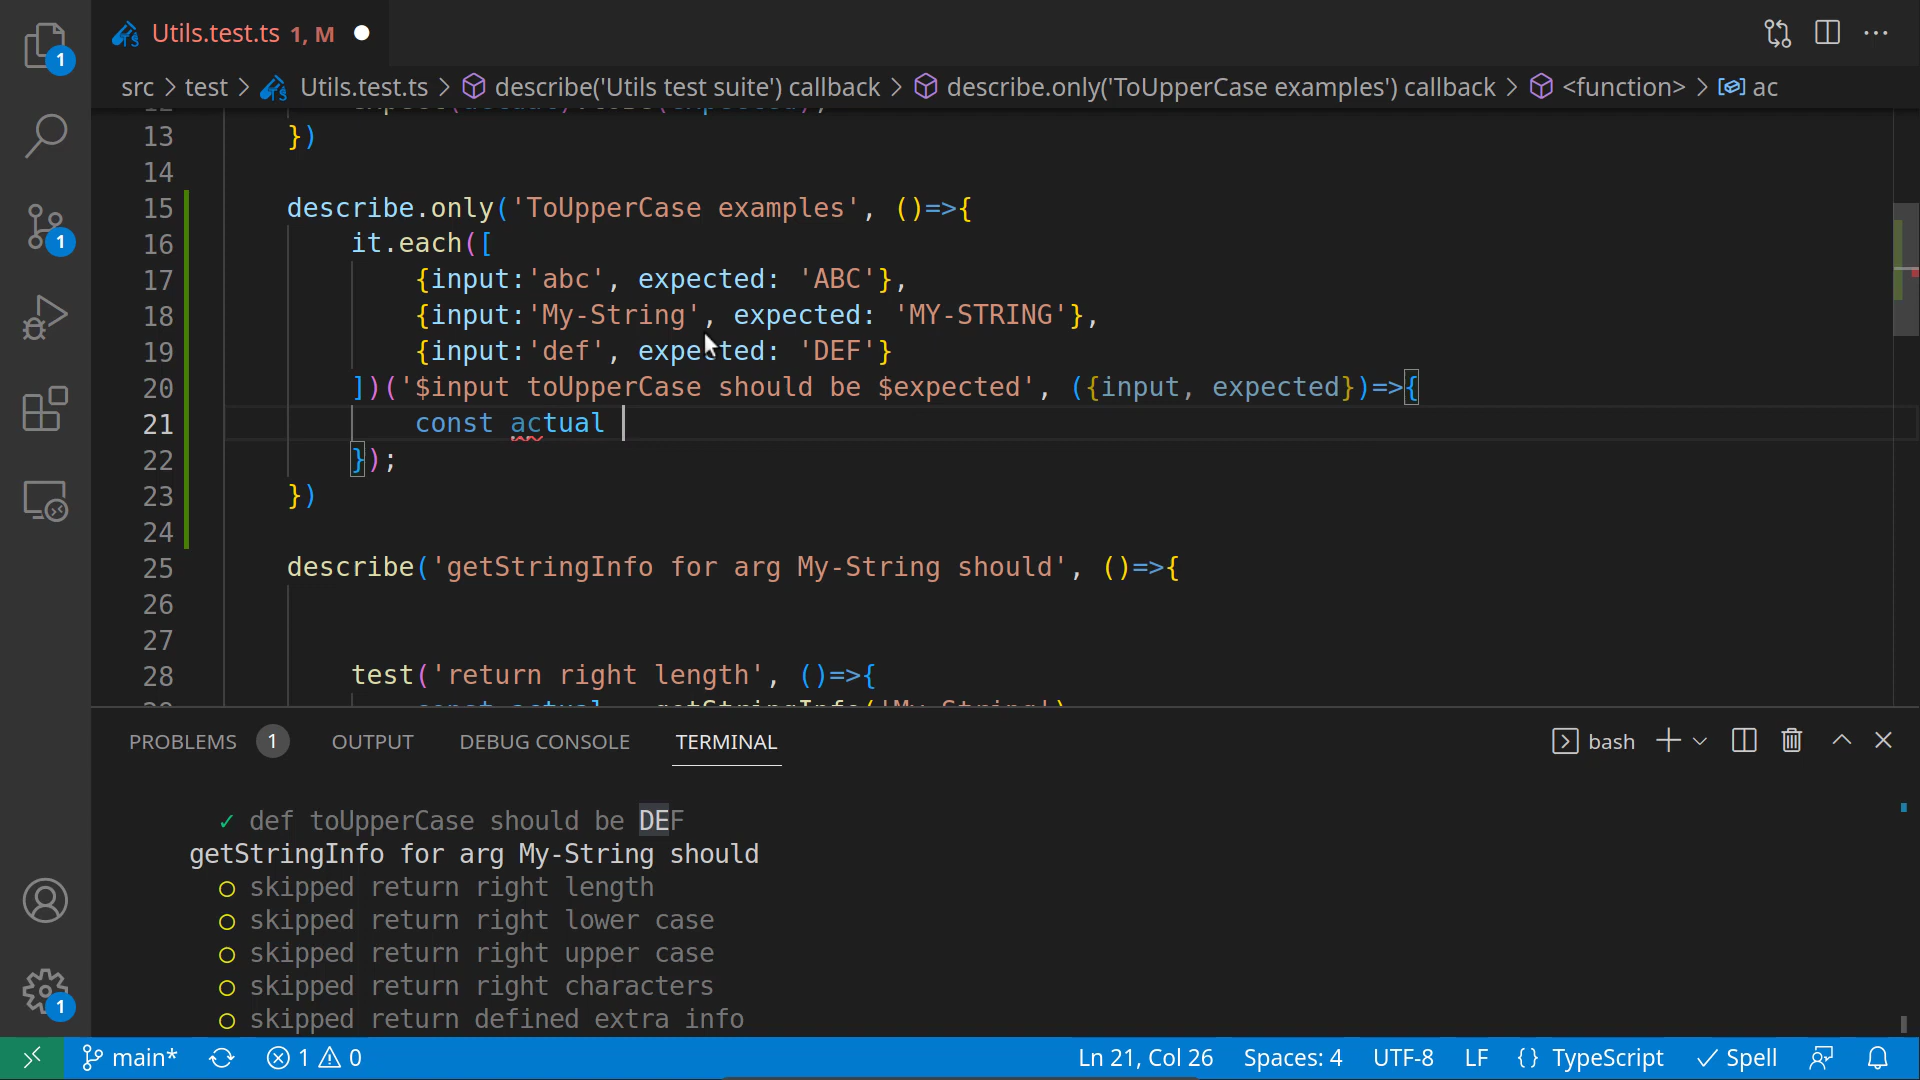 Utils.test.ts 1, M
src > test > Utils.test.ts > describe('Utils test suite') callback > describe.only('ToUpperCase examples') callback > <function> > ac
13 })
14
15 describe.only('ToUpperCase examples', ()=>{
16 it.each([
17 {input:'abc', expected: 'ABC'},
18 {input:'My-String', expected: 'MY-STRING'},
19 {input:'def', expected: 'DEF'}
20 ])('$input toUpperCase should be $expected', ({input, expected})=>{
21 const actual
22 });
23 })
24
25 describe('getStringInfo for arg My-String should', ()=>{
26
27
28 test('return right length', ()=>{
PROBLEMS 1 OUTPUT DEBUG CONSOLE TERMINAL bash
✓ def toUpperCase should be DEF
getStringInfo for arg My-String should
○ skipped return right length
○ skipped return right lower case
○ skipped return right upper case
○ skipped return right characters
○ skipped return defined extra info
1
1
1
main* 1 0 Ln 21, Col 26 Spaces: 4 UTF-8 LF {} TypeScript ✓ Spell